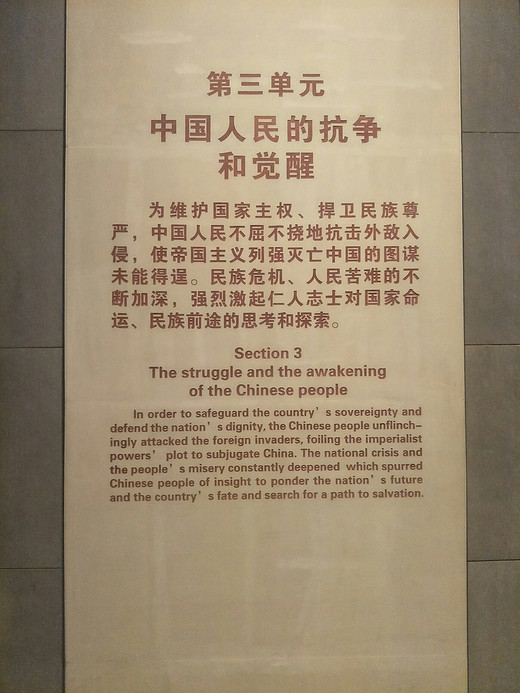 第三单元
中国人民的抗争
和觉醒
为维护国家主权、捍卫民族尊
严，中国人民不屈不挠地抗击外敌入
侵，使帝国主义列强灭亡中国的图谋
未能得逞。民族危机、人民苦难的不
断加深，强烈激起仁人志士对国家命
运、民族前途的思考和探索。
Section 3
The struggle and the awakening
of the Chinese people
In order to safeguard the country’s sovereignty and
defend the nation’s dignity, the Chinese people unflinch-
ingly attacked the foreign invaders, foiling the imperialist
powers’ plot to subjugate China. The national crisis and
the people’s misery constantly deepened which spurred
Chinese people of insight to ponder the nation’s future
and the country’s fate and search for a path to salvation.